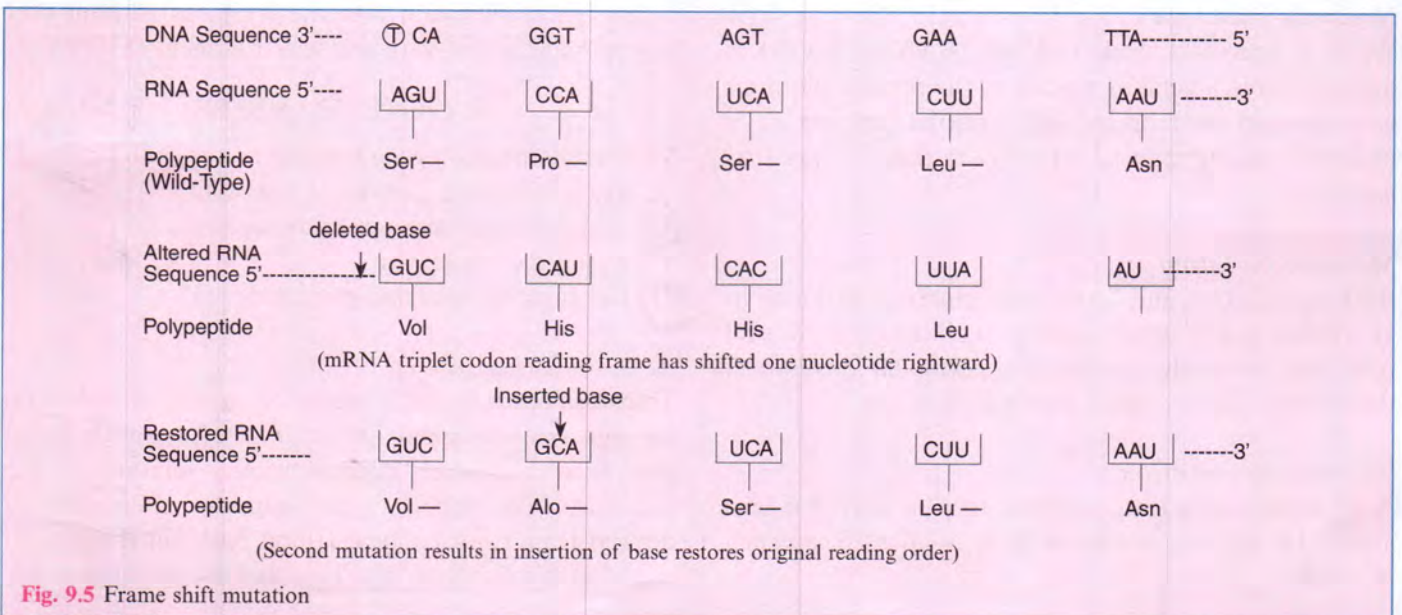 DNA Sequence 3'---- Ⓣ CA GGT AGT GAA TTA---------- 5'
RNA Sequence 5'---- AGU CCA UCA CUU AAU -------3'
Polypeptide Ser — Pro — Ser — Leu — Asn
(Wild-Type)
deleted base
Altered RNA
Sequence 5'--------------- GUC CAU CAC UUA AU -------3'
Polypeptide Vol His His Leu
(mRNA triplet codon reading frame has shifted one nucleotide rightward)
Inserted base
Restored RNA
Sequence 5'------- GUC GCA UCA CUU AAU -------3'
Polypeptide Vol — Alo — Ser — Leu — Asn
(Second mutation results in insertion of base restores original reading order)
Fig. 9.5 Frame shift mutation